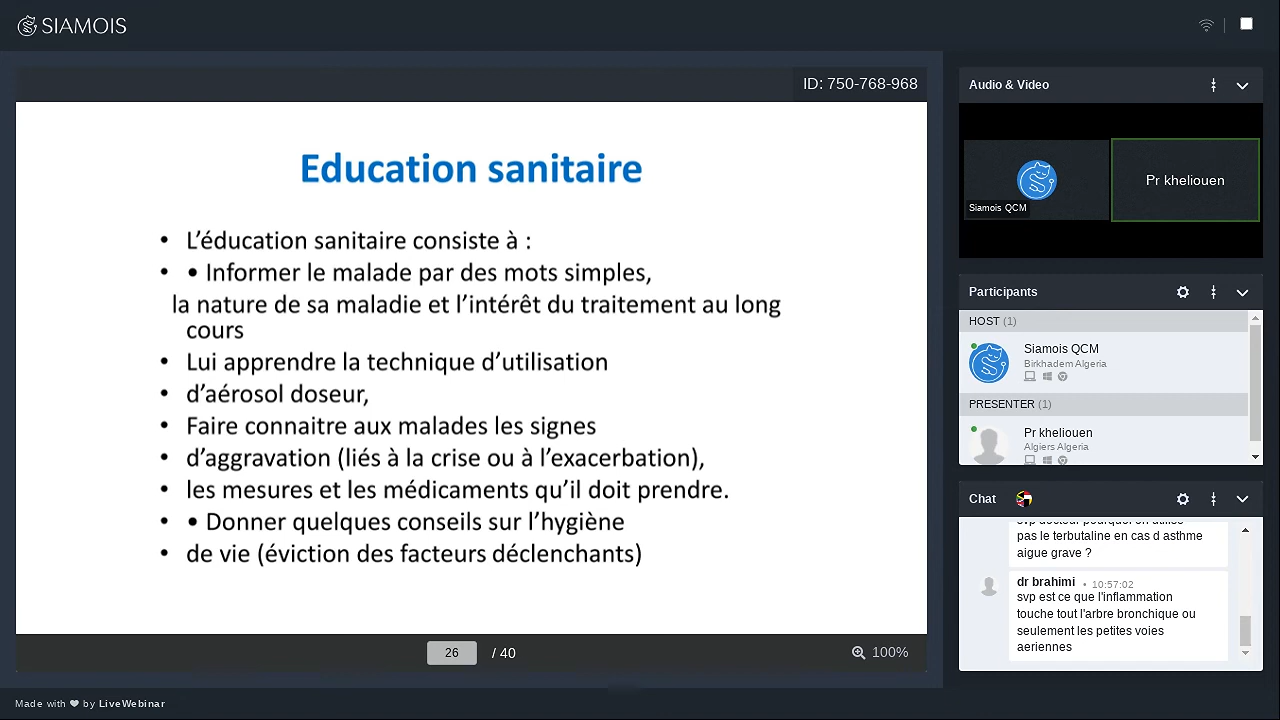 SIAMOIS
ID: 750-768-968
Education sanitaire
• L’éducation sanitaire consiste à :
• • Informer le malade par des mots simples,
la nature de sa maladie et l’intérêt du traitement au long
cours
• Lui apprendre la technique d’utilisation
• d’aérosol doseur,
• Faire connaitre aux malades les signes
• d’aggravation (liés à la crise ou à l’exacerbation),
• les mesures et les médicaments qu’il doit prendre.
• • Donner quelques conseils sur l’hygiène
• de vie (éviction des facteurs déclenchants)
26 / 40
100%
Made with ❤ by LiveWebinar
Audio & Video
Siamois QCM
Pr kheliouen
Participants
HOST (1)
Siamois QCM
Birkhadem Algeria
PRESENTER (1)
Pr kheliouen
Algiers Algeria
Chat
svp docteur pourquoi on utilise
pas le terbutaline en cas d asthme
aigue grave ?
dr brahimi • 10:57:02
svp est ce que l'inflammation
touche tout l'arbre bronchique ou
seulement les petites voies
aeriennes